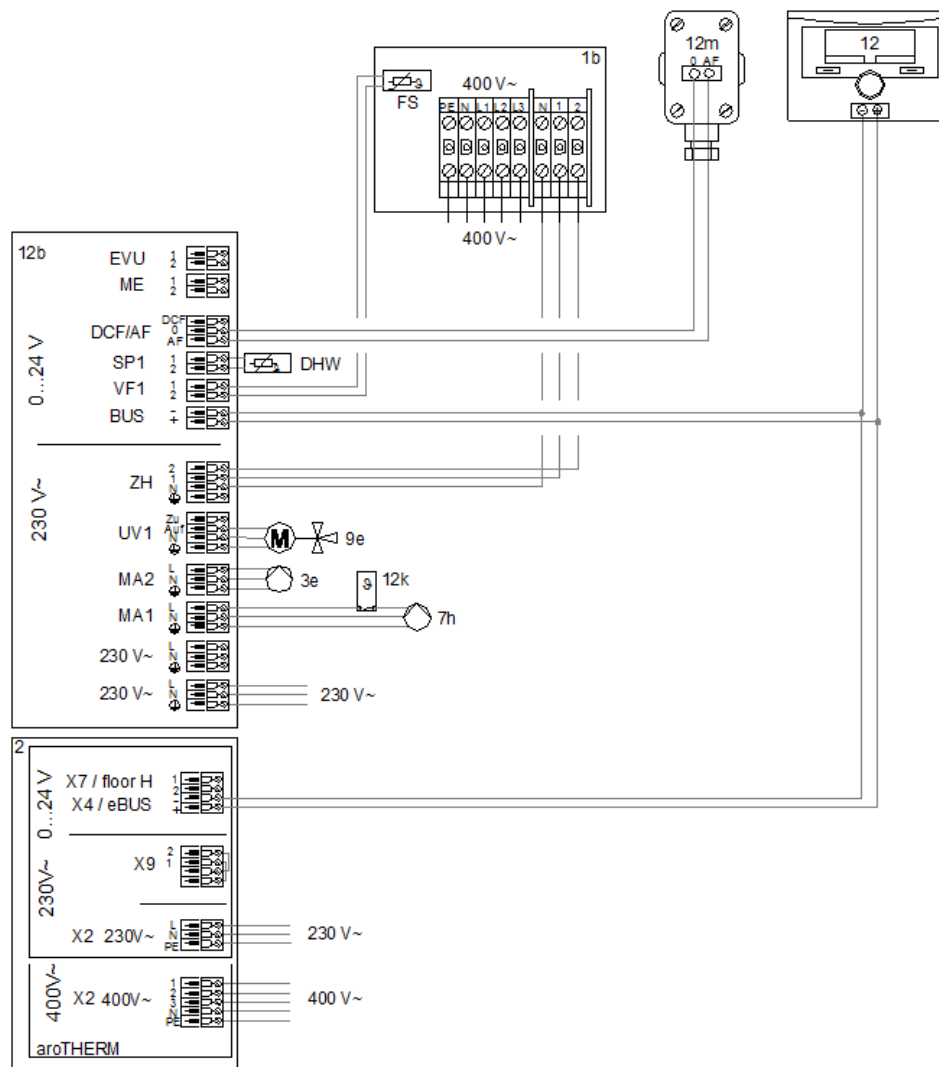 1b
400 V~
FS
PE N L1 L2 L3 N 1 2
400 V~
12m
0 AF
12
- +
12b
0...24 V
EVU 1 2
ME 1 2
DCF/AF DCF 0 AF
SP1 1 2
DHW
VF1 1 2
BUS - +
230 V~
ZH 2 1 N
UV1 Zu Auf N
M
9e
MA2 L N
3e
12k
MA1 L N
7h
230 V~ L N
230 V~ L N
230 V~
2
0...24 V
X7 / floor H 1 2
X4 / eBUS - +
230V~
X9 2 1
X2 230V~ L N PE
230 V~
400V~
X2 400V~ 1 2 3 N PE
400 V~
aroTHERM